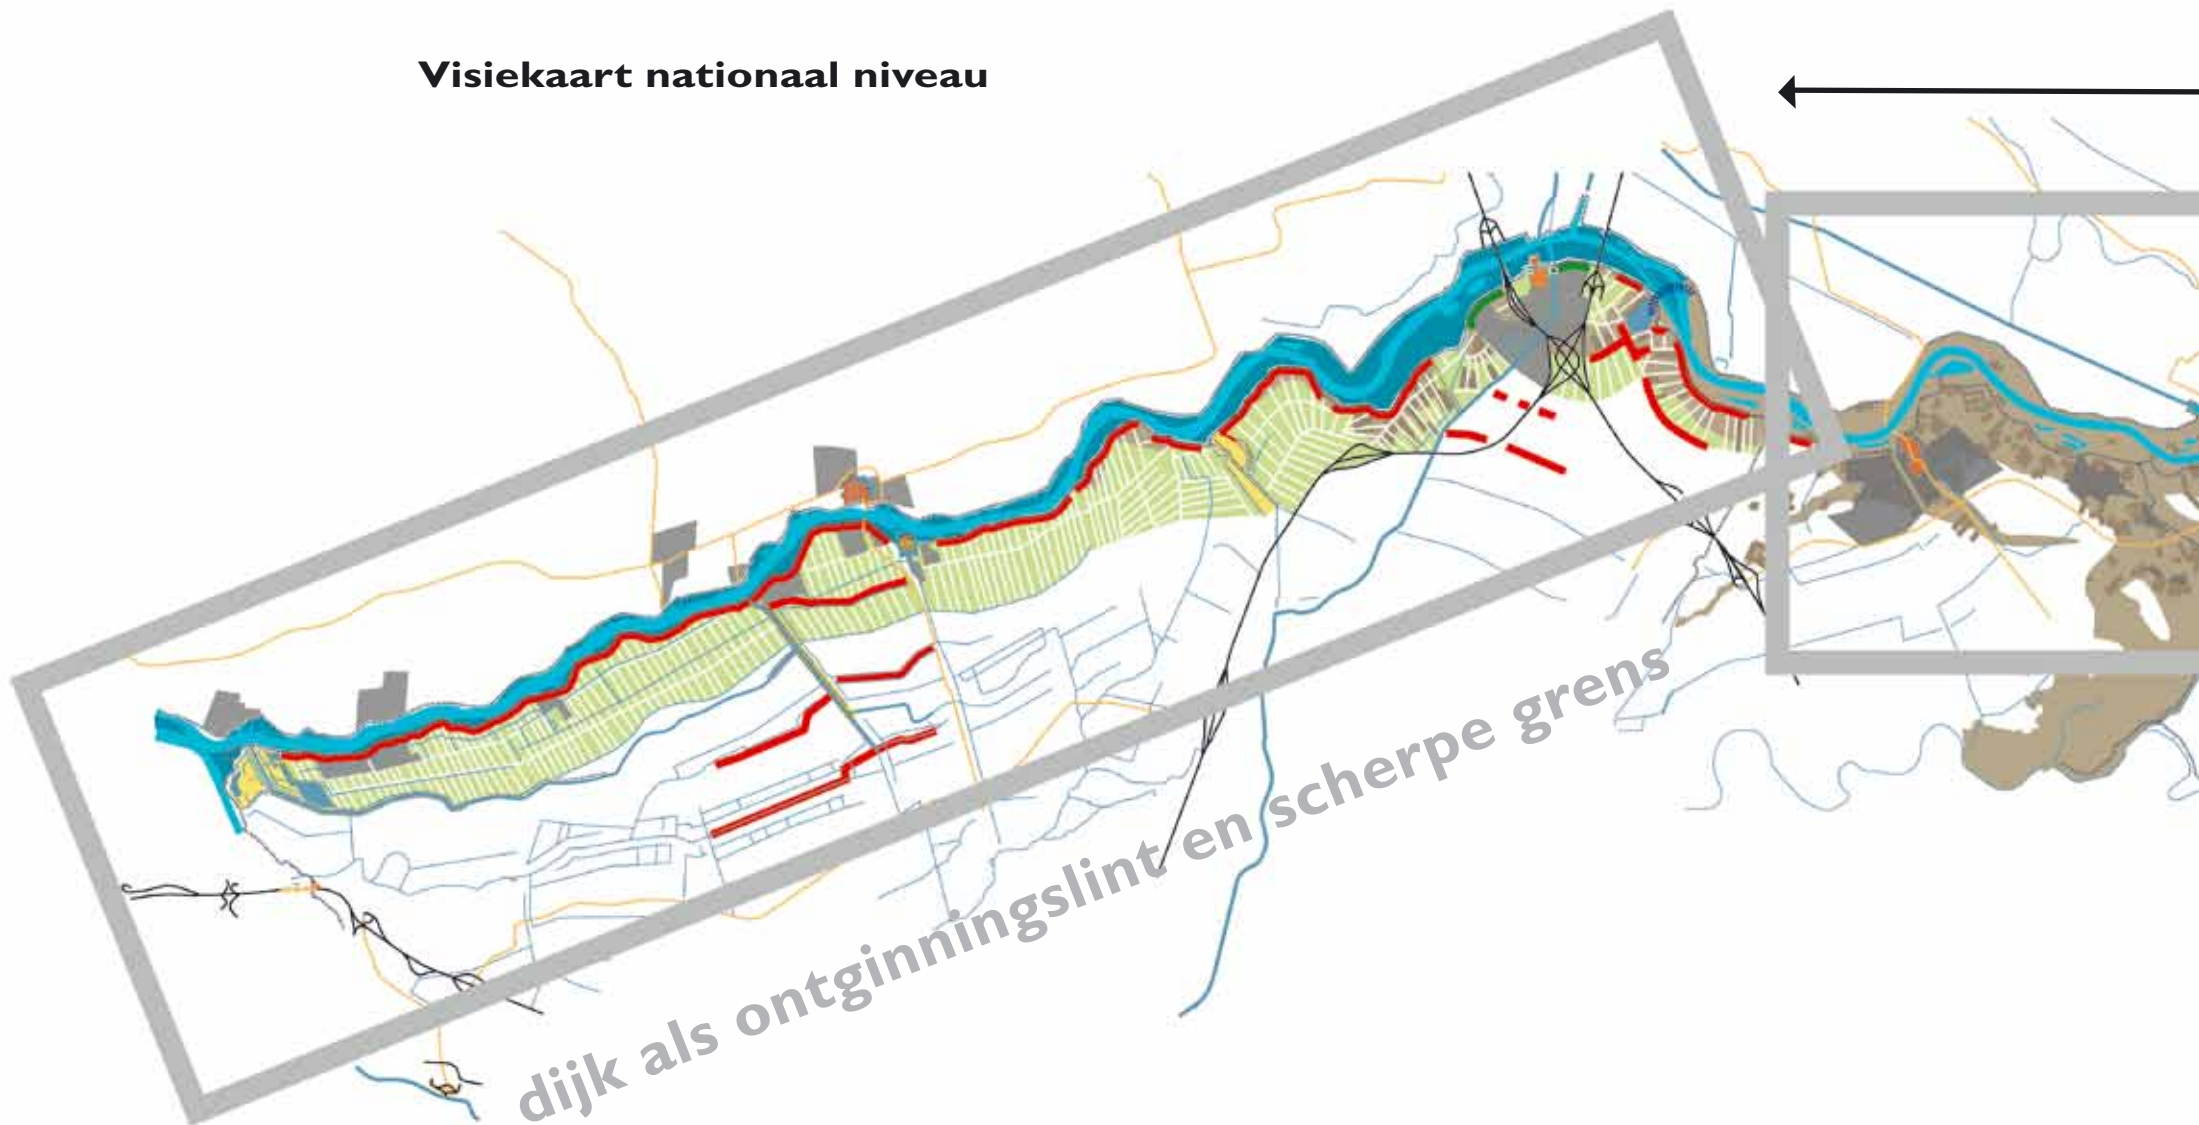 Visiekaart nationaal niveau
dijk als ontginningslint en scherpe grens